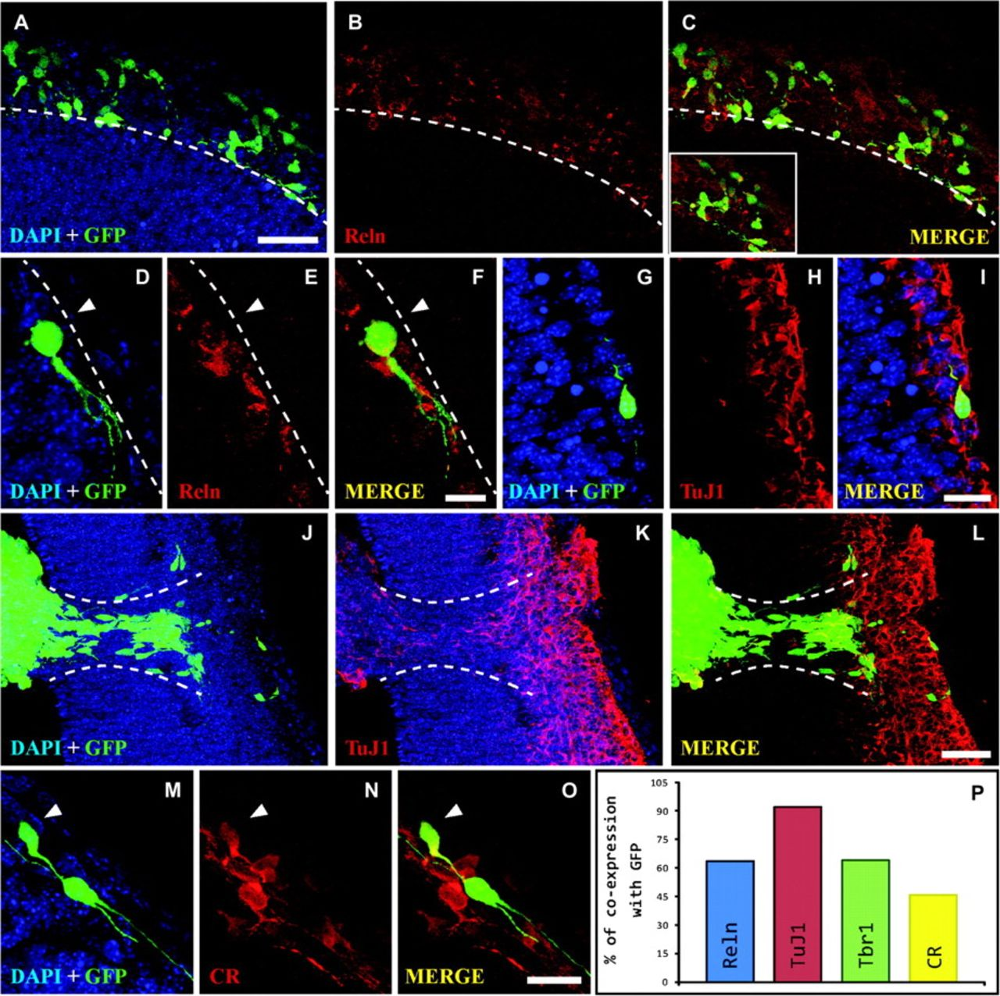 A
DAPI + GFP
B
Reln
C
MERGE
D
DAPI + GFP
E
Reln
F
MERGE
G
DAPI + GFP
H
TuJ1
I
MERGE
J
DAPI + GFP
K
TuJ1
L
MERGE
M
DAPI + GFP
N
CR
O
MERGE
P
% of co-expression
with GFP
105
90
75
60
45
30
15
0
Reln
TuJ1
Tbr1
CR